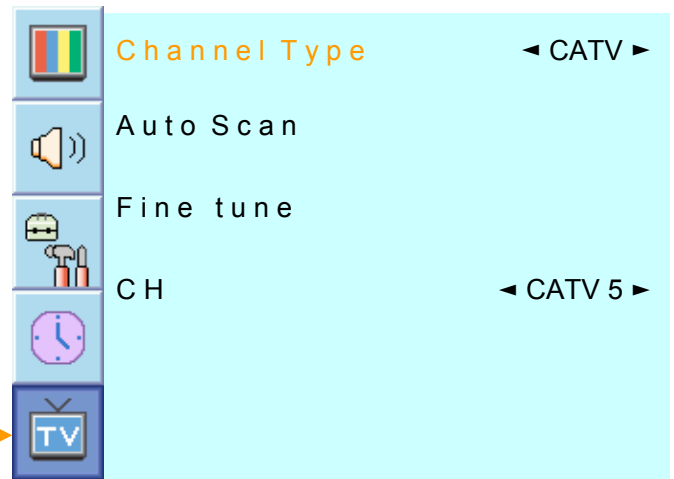 Channel Type ◄ CATV ►
Auto Scan
Fine tune
CH ◄ CATV 5 ►
TV